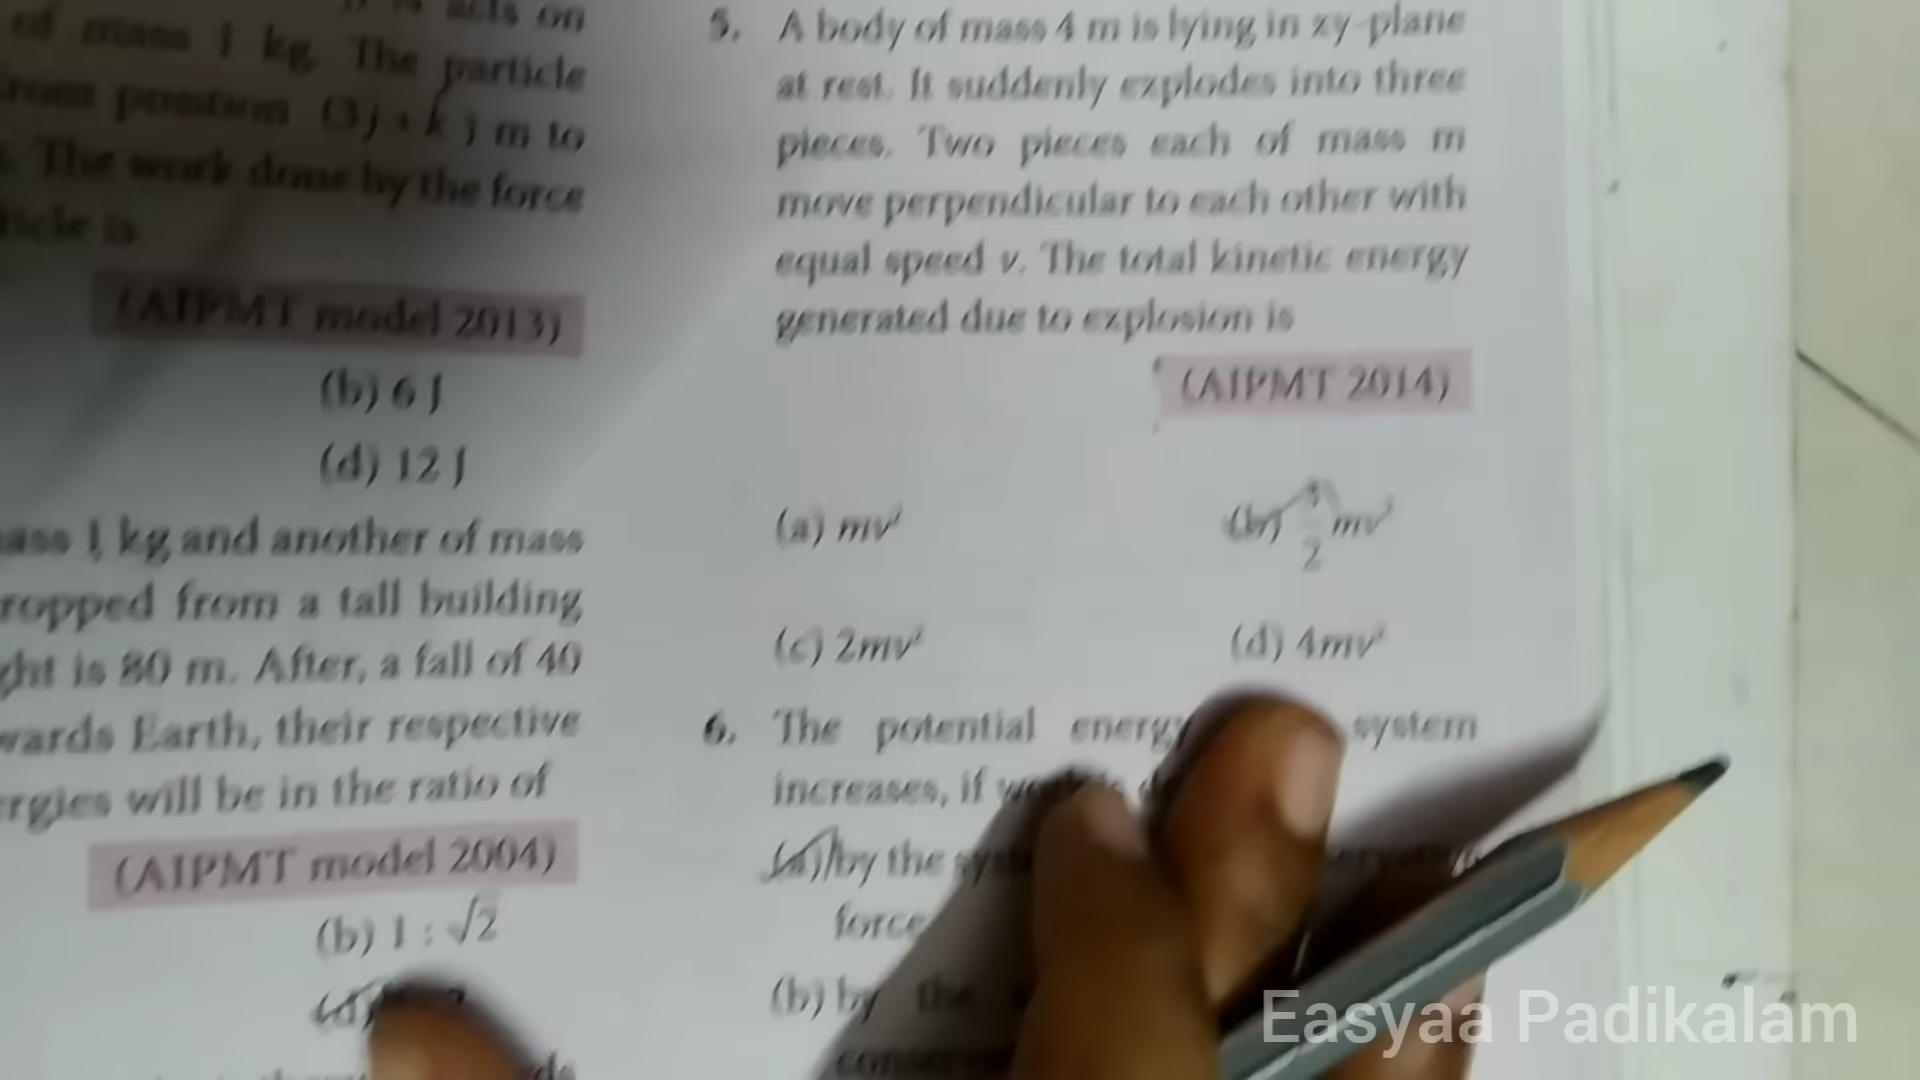 acts on
of mass 1 kg. The particle
from position (3j + k) m to
. The work done by the force
ticle is
(AIPMT model 2013)
(b) 6 J
(d) 12 J
mass 1 kg and another of mass
ropped from a tall building
ght is 80 m. After, a fall of 40
wards Earth, their respective
ergies will be in the ratio of
(AIPMT model 2004)
(b) 1 : √2
(d)
5. A body of mass 4 m is lying in xy-plane
at rest. It suddenly explodes into three
pieces. Two pieces each of mass m
move perpendicular to each other with
equal speed v. The total kinetic energy
generated due to explosion is
(AIPMT 2014)
(a) mv² (b) 3/2 mv²
(c) 2mv² (d) 4mv²
6. The potential energy system
increases, if
(a) by the
force
(b) by the
Easyaa Padikalam